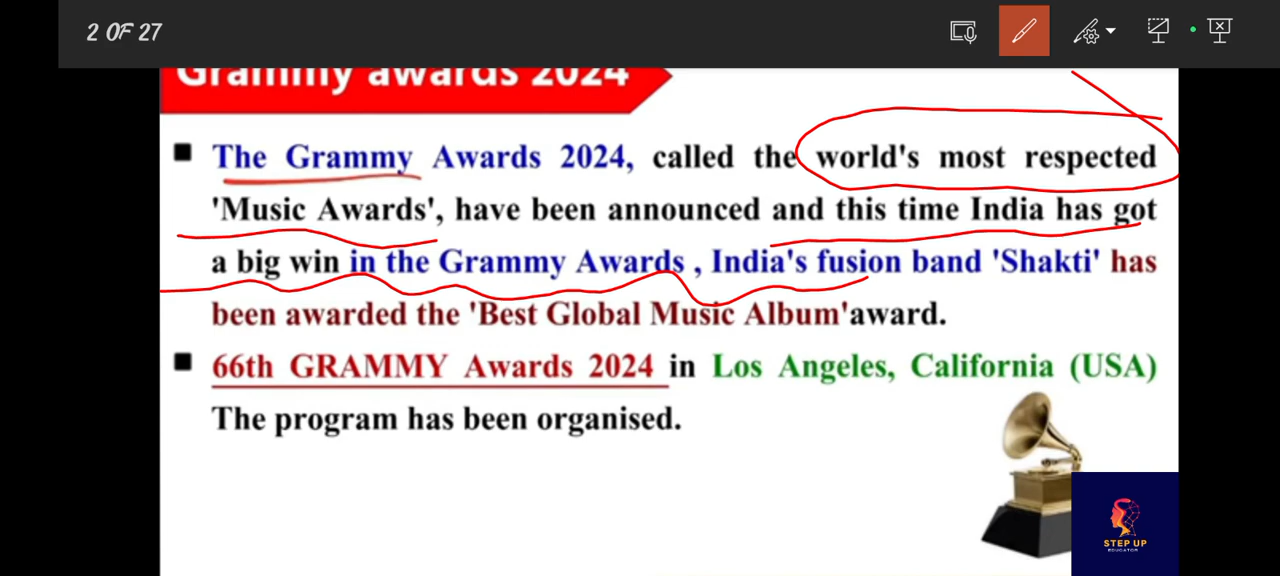 2 OF 27
Grammy awards 2024
■ The Grammy Awards 2024, called the world's most respected
'Music Awards', have been announced and this time India has got
a big win in the Grammy Awards , India's fusion band 'Shakti' has
been awarded the 'Best Global Music Album'award.
■ 66th GRAMMY Awards 2024 in Los Angeles, California (USA)
The program has been organised.
STEP UP
EDUCATOR